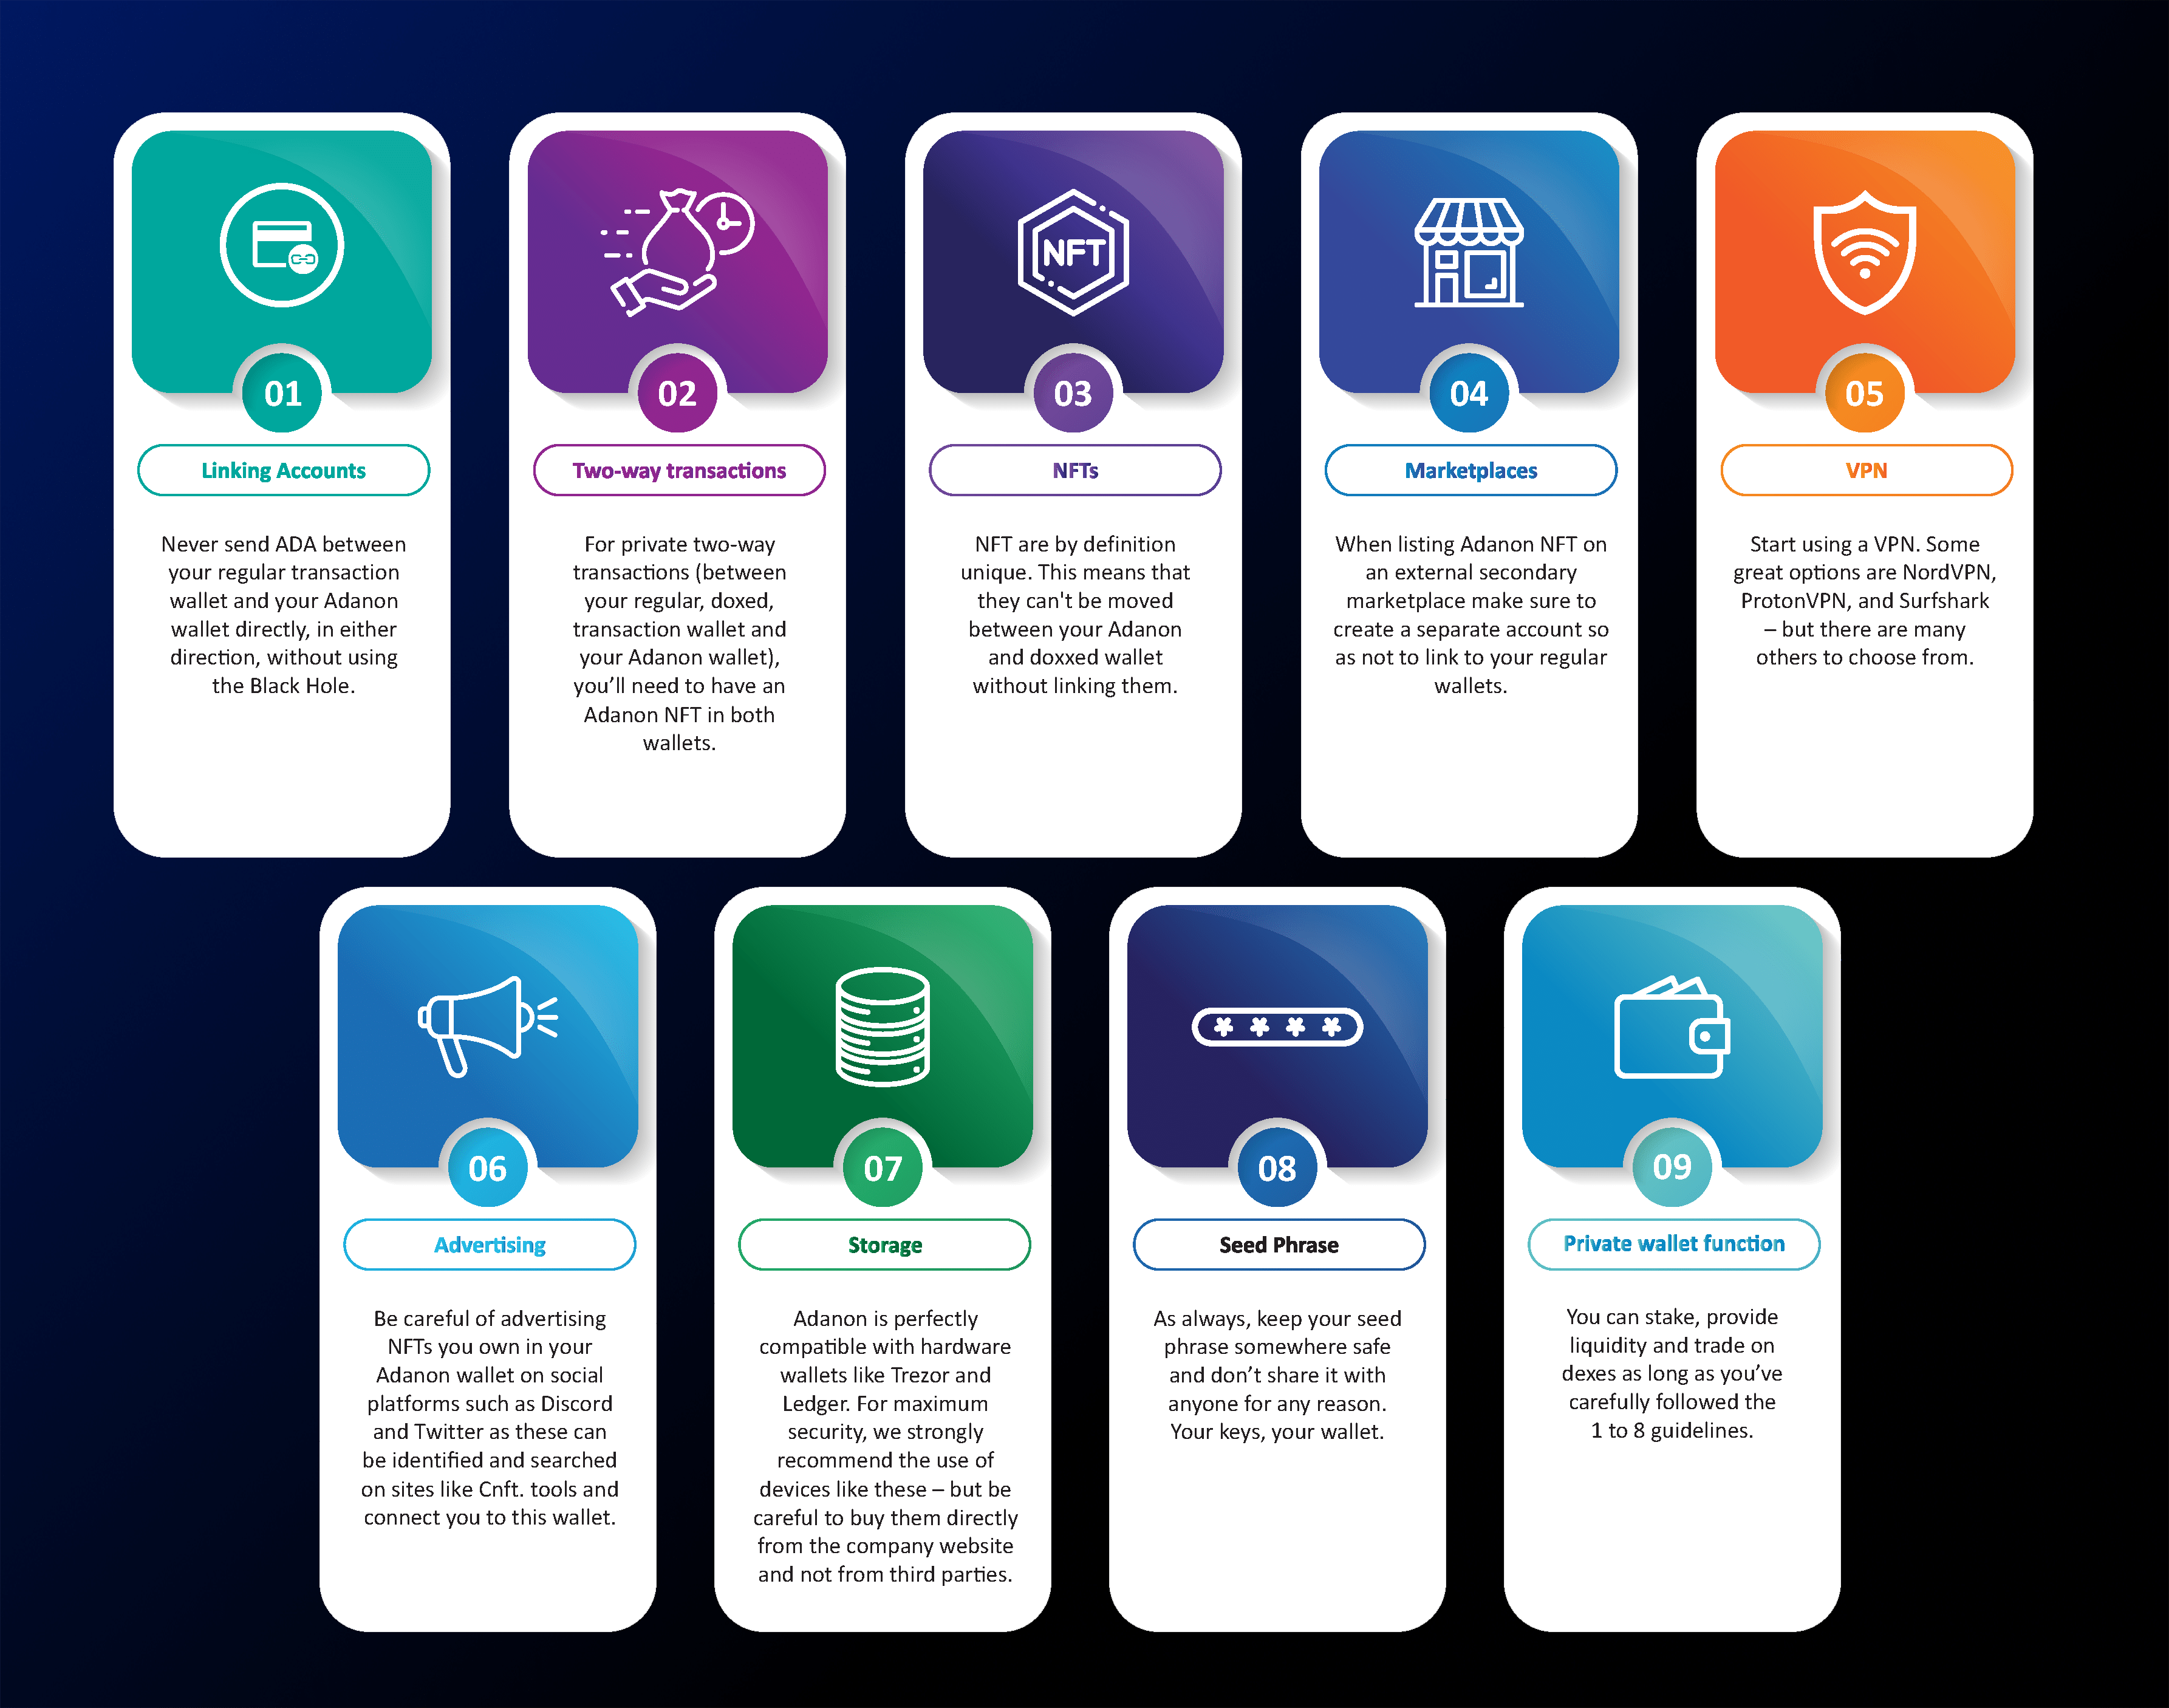 NFT
01
02
03
04
05
Linking Accounts
Two-way transactions
NFTs
Marketplaces
VPN
Never send ADA between
your regular transaction
wallet and your Adanon
wallet directly, in either
direction, without using
the Black Hole.
For private two-way
transactions (between
your regular, doxed,
transaction wallet and
your Adanon wallet),
you’ll need to have an
Adanon NFT in both
wallets.
NFT are by definition
unique. This means that
they can't be moved
between your Adanon
and doxxed wallet
without linking them.
When listing Adanon NFT on
an external secondary
marketplace make sure to
create a separate account so
as not to link to your regular
wallets.
Start using a VPN. Some
great options are NordVPN,
ProtonVPN, and Surfshark
– but there are many
others to choose from.
****
06
07
08
09
Advertising
Storage
Seed Phrase
Private wallet function
Be careful of advertising
NFTs you own in your
Adanon wallet on social
platforms such as Discord
and Twitter as these can
be identified and searched
on sites like Cnft. tools and
connect you to this wallet.
Adanon is perfectly
compatible with hardware
wallets like Trezor and
Ledger. For maximum
security, we strongly
recommend the use of
devices like these – but be
careful to buy them directly
from the company website
and not from third parties.
As always, keep your seed
phrase somewhere safe
and don’t share it with
anyone for any reason.
Your keys, your wallet.
You can stake, provide
liquidity and trade on
dexes as long as you’ve
carefully followed the
1 to 8 guidelines.